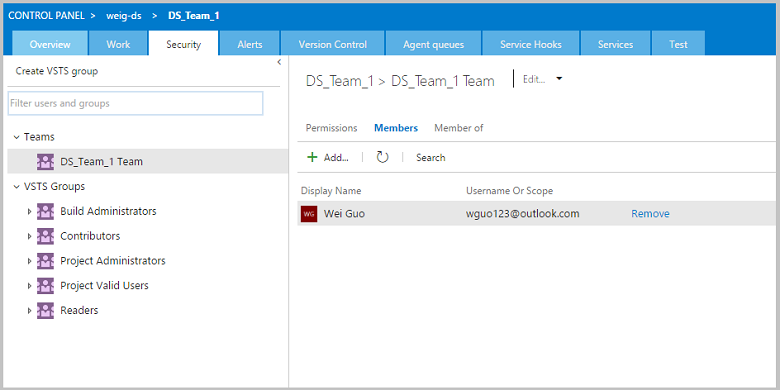 CONTROL PANEL > weig-ds > DS_Team_1
Overview Work Security Alerts Version Control Agent queues Service Hooks Services Test
Create VSTS group
Filter users and groups
Teams
DS_Team_1 Team
VSTS Groups
Build Administrators
Contributors
Project Administrators
Project Valid Users
Readers
DS_Team_1 > DS_Team_1 Team Edit...
Permissions Members Member of
+ Add... Search
Display Name Username Or Scope
WG Wei Guo wguo123@outlook.com Remove